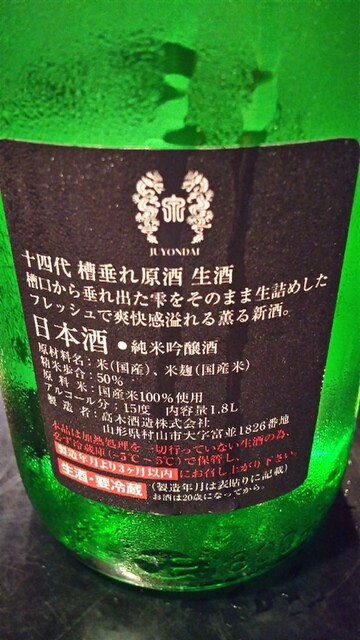 JUYONDAI
十四代 槽垂れ原酒 生酒
槽口から垂れ出た雫をそのまま生詰めした
フレッシュで爽快感溢れる薫る新酒。
日本酒・純米吟醸酒
原材料名：米(国産)、米麹(国産米)
精米歩合：50%
原料米：国産米100%使用
アルコール分：15度 内容量1.8L
製造者：高木酒造株式会社
山形県村山市大字富並1826番地
本品は加熱処理を一切行っていない生酒の為、
必ず冷蔵庫(-5℃〜5℃)で保管し、
製造年月より3ヶ月以内にお召し上がり下さい。
生酒・要冷蔵 (製造年月は表貼りに記載)
お酒は20歳になってから。